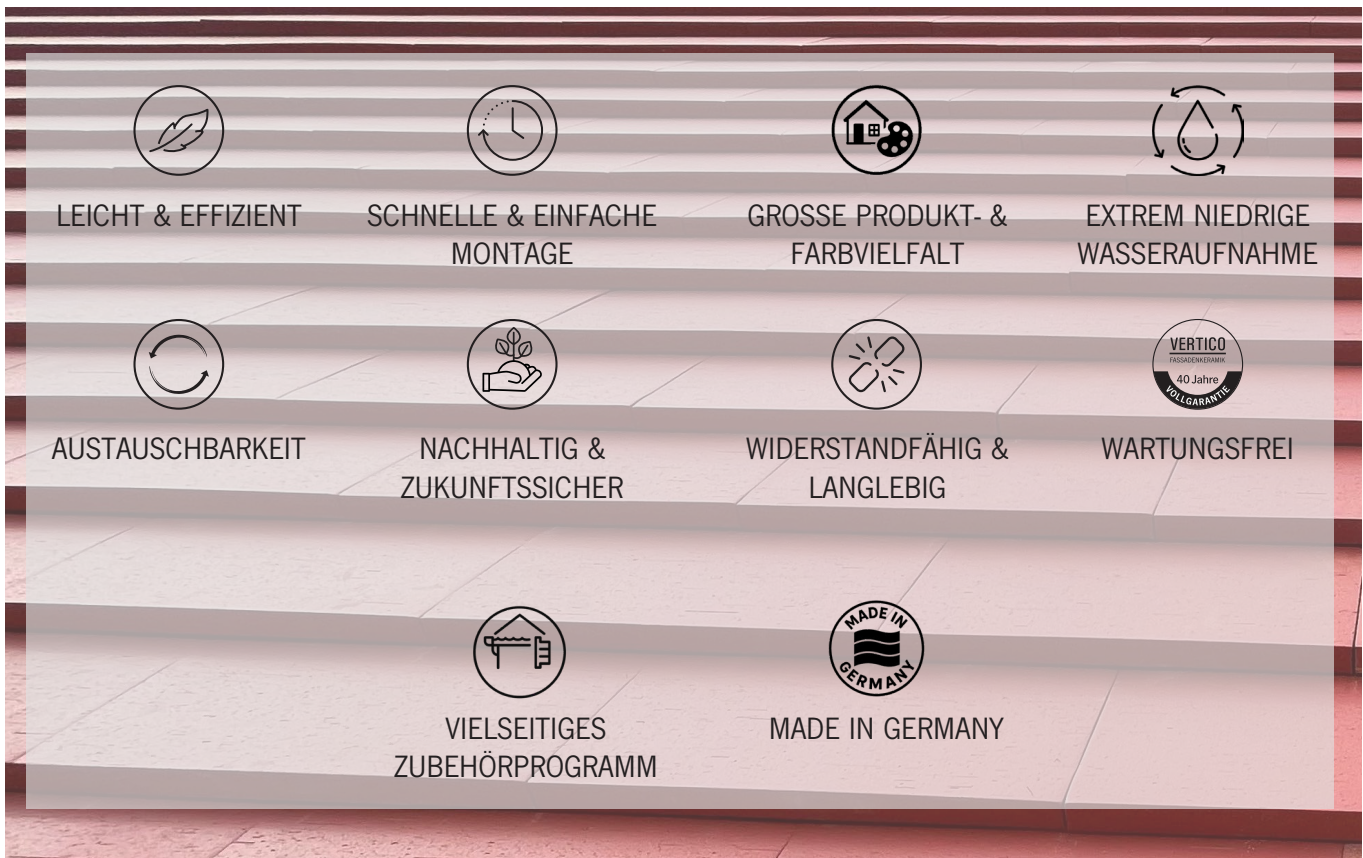 LEICHT & EFFIZIENT
SCHNELLE & EINFACHE
MONTAGE
GROSSE PRODUKT- &
FARBVIELFALT
EXTREM NIEDRIGE
WASSERAUFNAHME
AUSTAUSCHBARKEIT
NACHHALTIG &
ZUKUNFTSSICHER
WIDERSTANDFÄHIG &
LANGLEBIG
VERTICO
FASSADENKERAMIK
40 Jahre
VOLLGARANTIE
WARTUNGSFREI
VIELSEITIGES
ZUBEHÖRPROGRAMM
MADE IN
GERMANY
MADE IN GERMANY